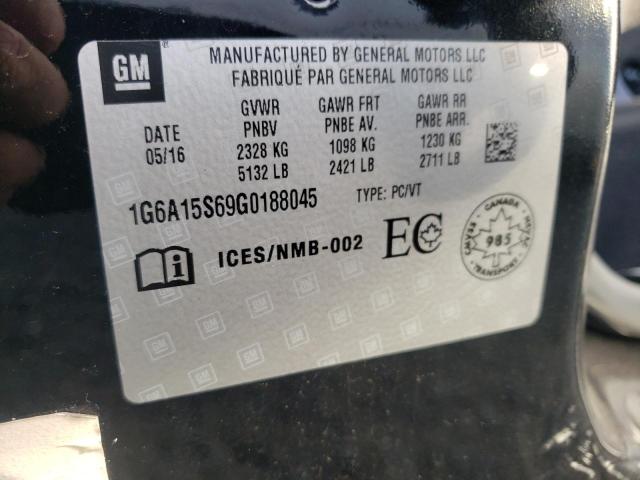 GM
MANUFACTURED BY GENERAL MOTORS LLC
FABRIQUÉ PAR GENERAL MOTORS LLC
GVWR GAWR FRT GAWR RR
DATE PNBV PNBE AV. PNBE ARR.
05/16 2328 KG 1098 KG 1230 KG
5132 LB 2421 LB 2711 LB
1G6A15S69G0188045 TYPE: PC/VT
ICES/NMB-002 EC
CANADA
985
TRANSPORT